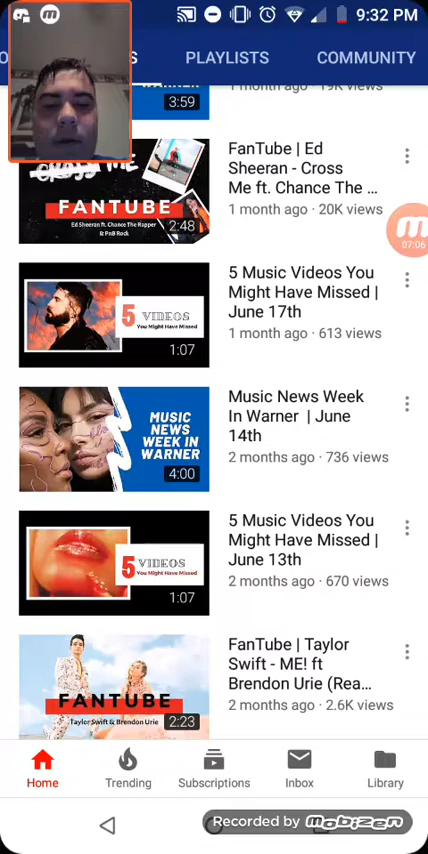 9:32 PM
S
PLAYLISTS
COMMUNITY
3:59
1 month ago · 19K views
CROSS ME
FANTUBE
Ed Sheeran ft. Chance The Rapper
& PnB Rock
2:48
FanTube | Ed
Sheeran - Cross
Me ft. Chance The ...
1 month ago · 20K views
07:06
5 VIDEOS
You Might Have Missed
1:07
5 Music Videos You
Might Have Missed |
June 17th
1 month ago · 613 views
MUSIC
NEWS
WEEK IN
WARNER
4:00
Music News Week
In Warner | June
14th
2 months ago · 736 views
5 VIDEOS
You Might Have Missed
1:07
5 Music Videos You
Might Have Missed |
June 13th
2 months ago · 670 views
FANTUBE
Taylor Swift & Brendon Urie
2:23
FanTube | Taylor
Swift - ME! ft
Brendon Urie (Rea...
2 months ago · 2.6K views
Home
Trending
Subscriptions
Inbox
Library
Recorded by mobizen